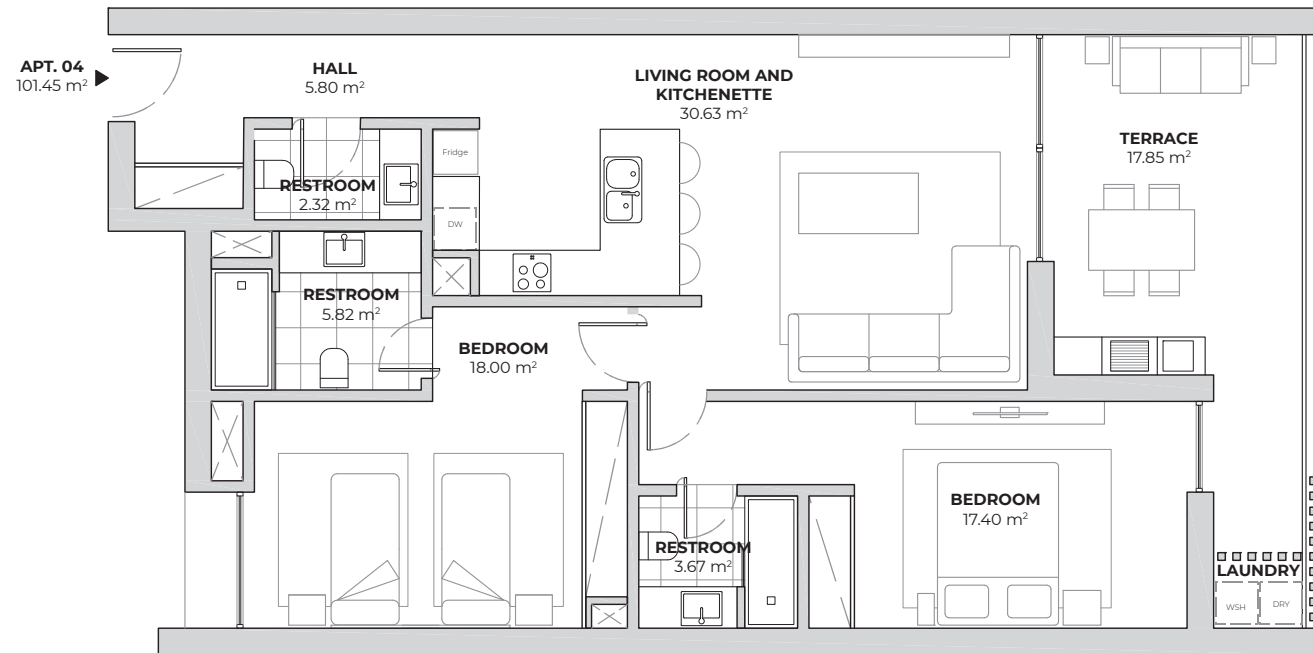 APT. 04
101.45 m²
HALL
5.80 m²
LIVING ROOM AND
KITCHENETTE
30.63 m²
TERRACE
17.85 m²
Fridge
RESTROOM
2.32 m²
DW
RESTROOM
5.82 m²
BEDROOM
18.00 m²
BEDROOM
17.40 m²
RESTROOM
3.67 m²
LAUNDRY
WSH
DRY